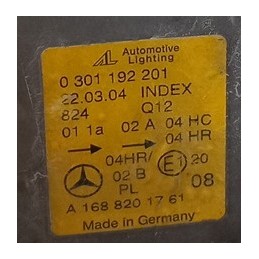 AL Automotive
Lighting
0 301 192 201
22.03.04 INDEX
824 Q12
01 1a 02 A 04 HC
04 HR
04HR/ E1 20
02 B
PL 08
A 168 820 17 61
Made in Germany